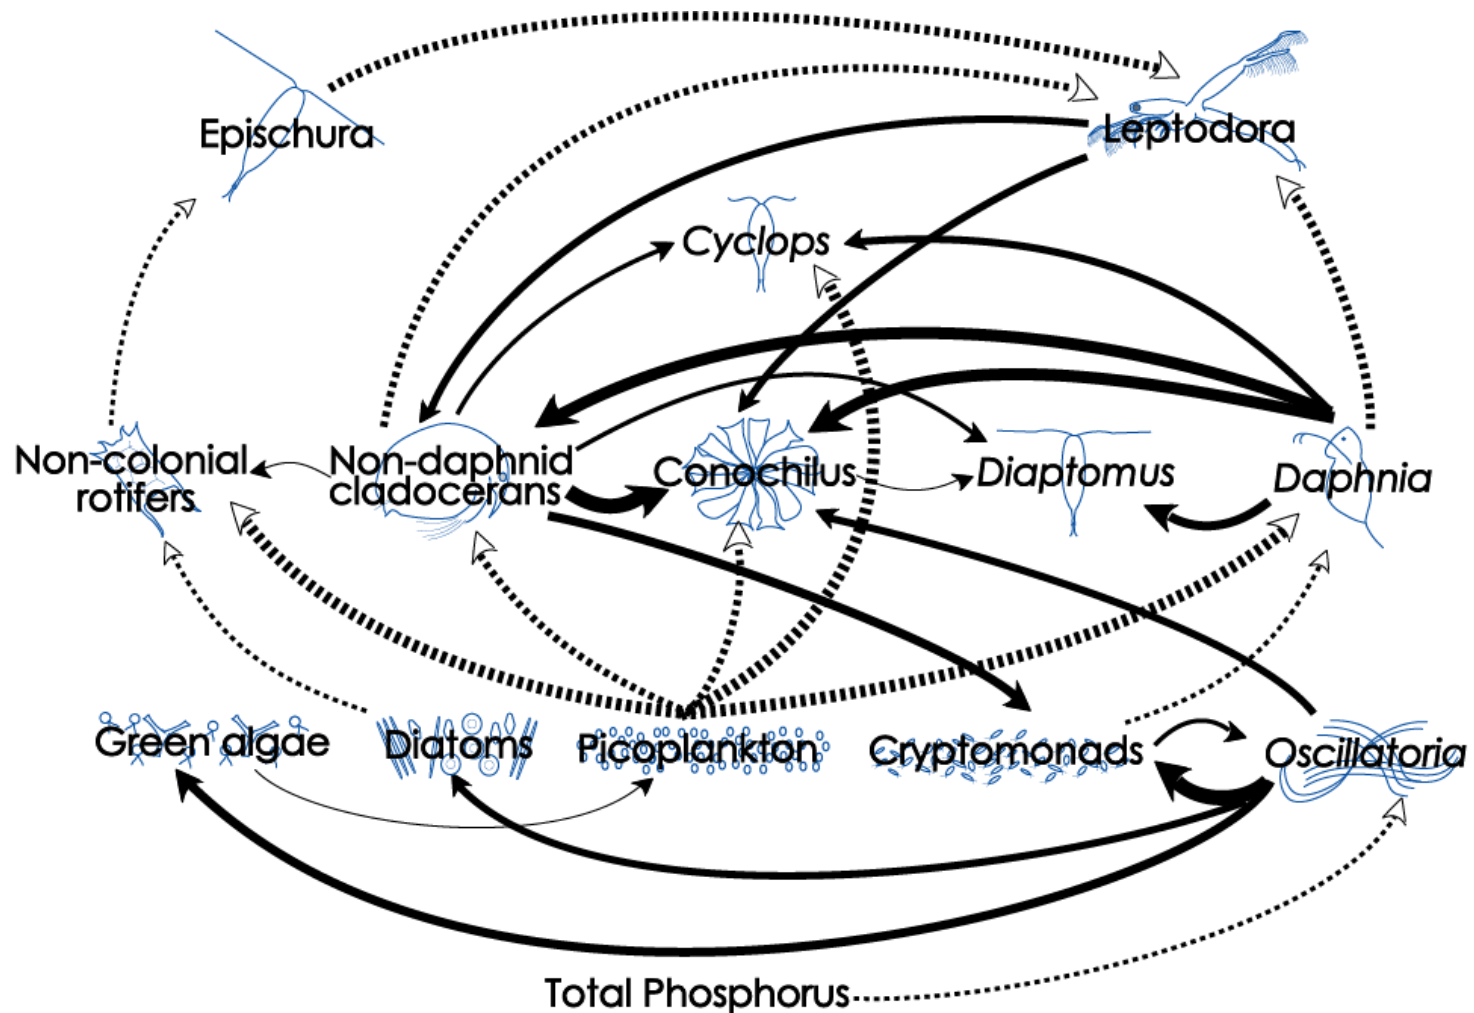 Epischura
Leptodora
Cyclops
Non-colonial
rotifers
Non-daphnid
cladocerans
Conochilus
Diaptomus
Daphnia
Green algae
Diatoms
Picoplankton
Cryptomonads
Oscillatoria
Total Phosphorus